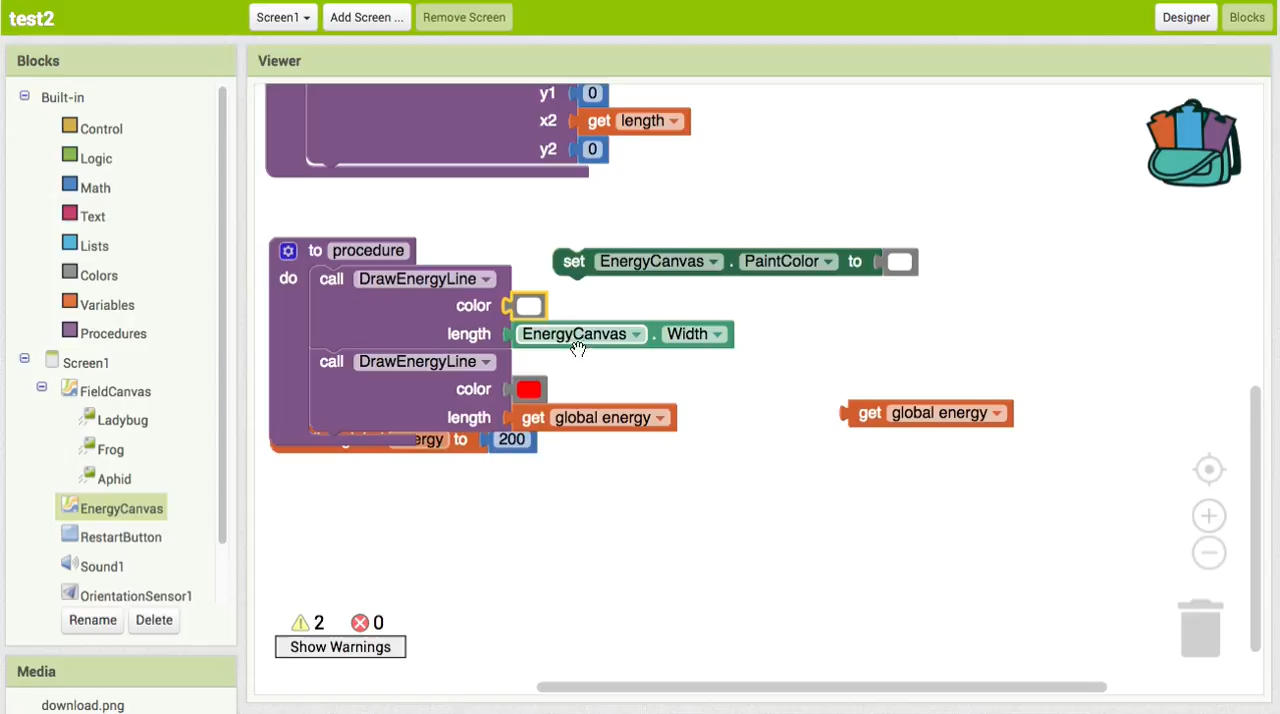 test2
Screen1 Add Screen ... Remove Screen Designer Blocks
Blocks
Viewer
Built-in
Control
Logic
Math
Text
Lists
Colors
Variables
Procedures
Screen1
FieldCanvas
Ladybug
Frog
Aphid
EnergyCanvas
RestartButton
Sound1
OrientationSensor1
Rename Delete
Media
download.png
y1 0
x2 get length
y2 0
to procedure
set EnergyCanvas . PaintColor to
do call DrawEnergyLine
color
length EnergyCanvas . Width
call DrawEnergyLine
color
length get global energy
get global energy
ergy to 200
2 0
Show Warnings